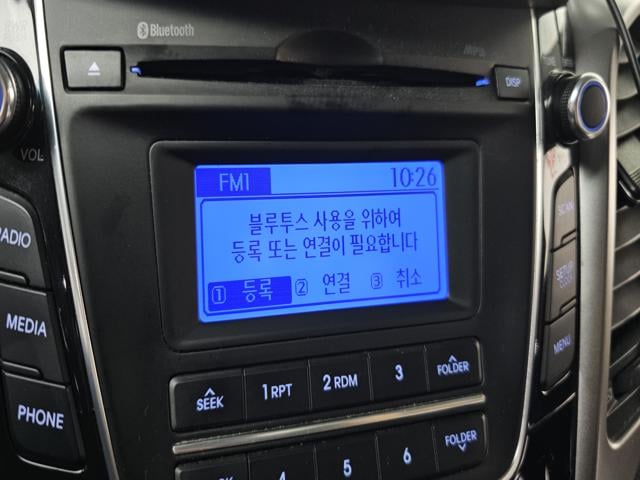 Bluetooth
MP3
DISP
VOL
FM1 10:26
블루투스 사용을 위하여
등록 또는 연결이 필요합니다
1 등록 2 연결 3 취소
RADIO
MEDIA
PHONE
SCAN
SETUP
MENU
SEEK 1 RPT 2 RDM 3 FOLDER
4 5 6 FOLDER